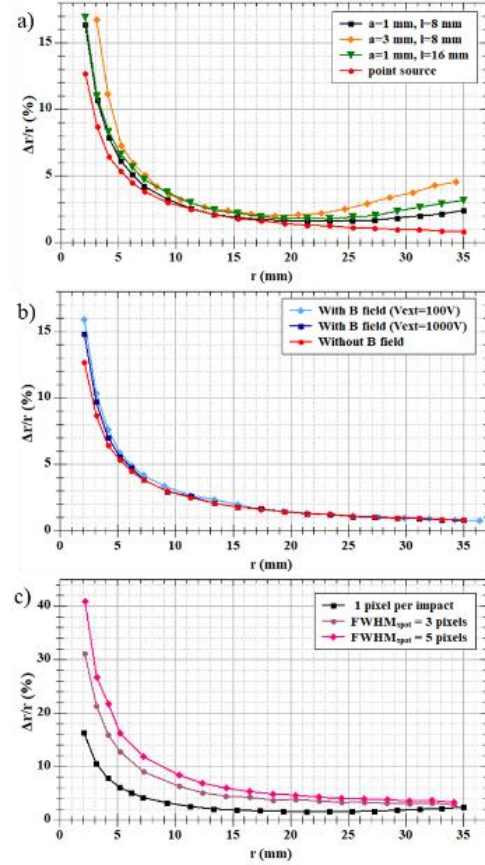 a)
a=1 mm, l=8 mm
a=3 mm, l=8 mm
a=1 mm, l=16 mm
point source
15
10
5
0
Δr/r (%)
0 5 10 15 20 25 30 35
r (mm)
b)
With B field (Vext=100V)
With B field (Vext=1000V)
Without B field
15
10
5
0
Δr/r (%)
0 5 10 15 20 25 30 35
r (mm)
c)
1 pixel per impact
FWHMspot = 3 pixels
FWHMspot = 5 pixels
40
30
20
10
0
Δr/r (%)
0 5 10 15 20 25 30 35
r (mm)